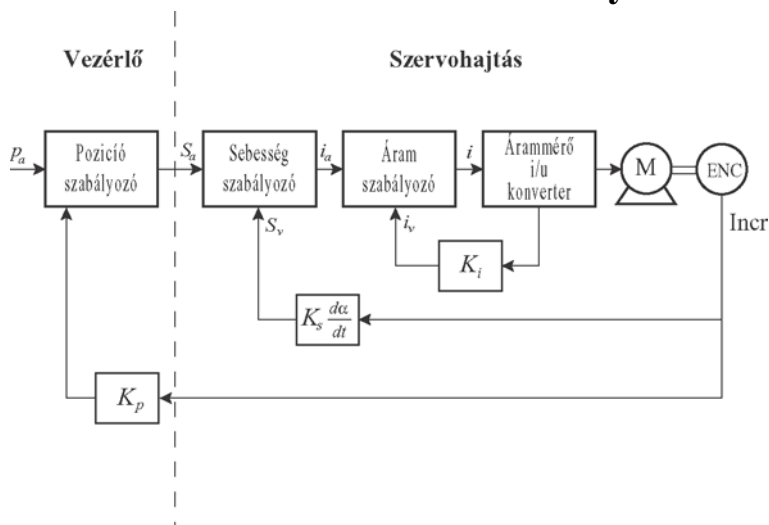 Vezérlő
Szervohajtás
p_a
Pozicíó
szabályozó
S_a
Sebesség
szabályozó
i_a
Áram
szabályozó
i
Árammérő
i/u
konverter
M
ENC
S_v
i_v
Incr
K_i
K_s dα/dt
K_p